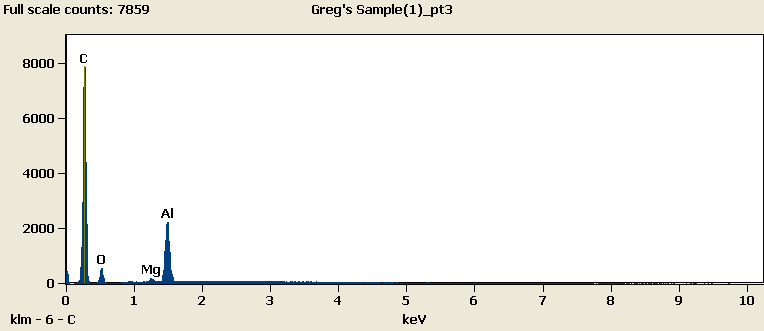 Full scale counts: 7859 Greg's Sample(1)_pt3
8000
6000
4000
2000
0
C
O
Mg
Al
0 1 2 3 4 5 6 7 8 9 10
klm - 6 - C keV